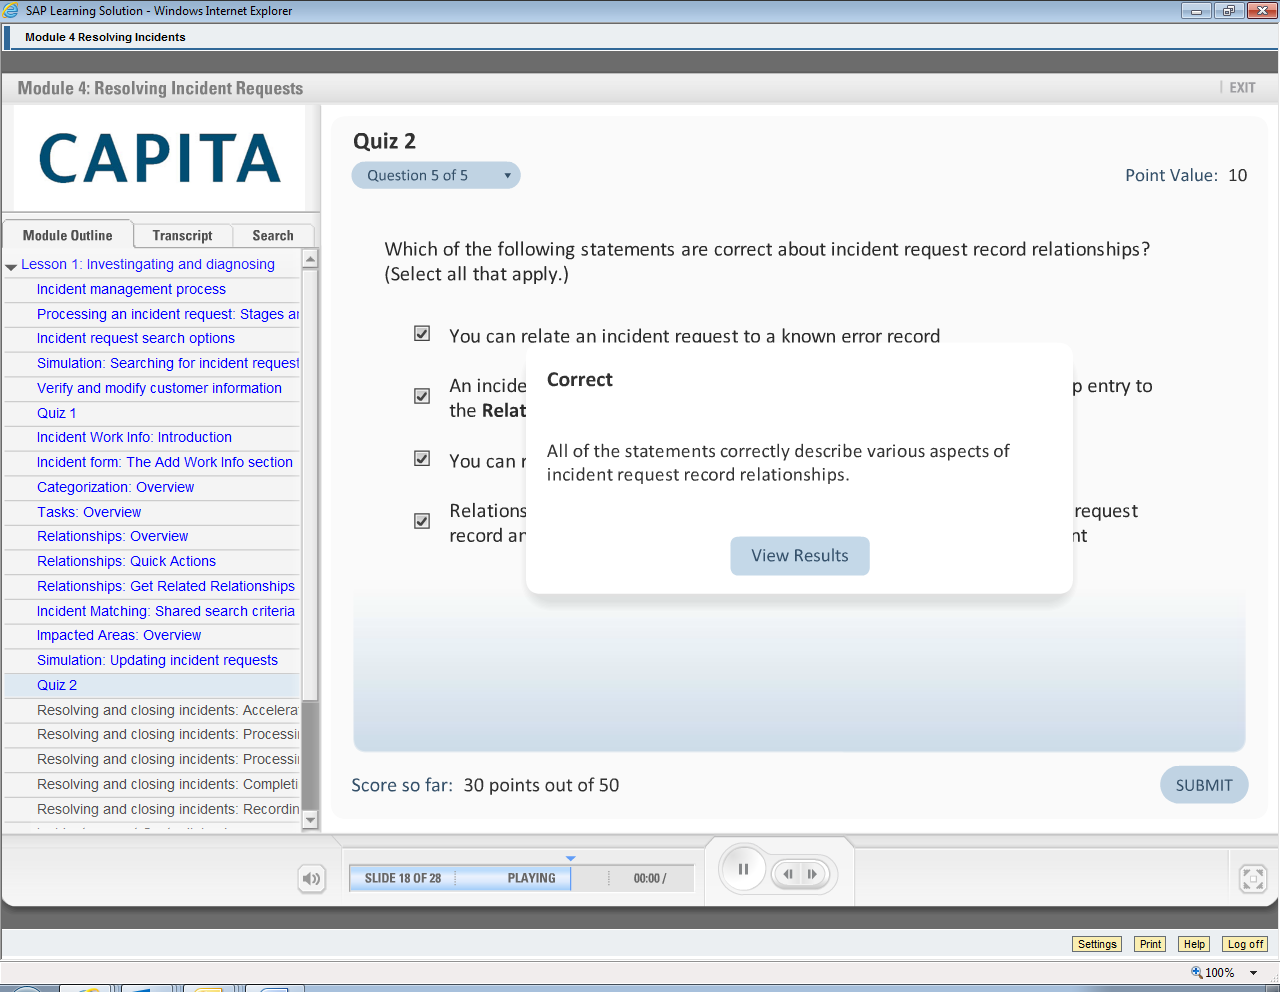 SAP Learning Solution - Windows Internet Explorer
Module 4 Resolving Incidents
Module 4: Resolving Incident Requests
EXIT
CAPITA
Module Outline
Transcript
Search
Lesson 1: Investingating and diagnosing
Incident management process
Processing an incident request: Stages
Incident request search options
Simulation: Searching for incident request
Verify and modify customer information
Quiz 1
Incident Work Info: Introduction
Incident form: The Add Work Info section
Categorization: Overview
Tasks: Overview
Relationships: Overview
Relationships: Quick Actions
Relationships: Get Related Relationships
Incident Matching: Shared search criteria
Impacted Areas: Overview
Simulation: Updating incident requests
Quiz 2
Resolving and closing incidents: Accelera
Resolving and closing incidents: Process
Resolving and closing incidents: Process
Resolving and closing incidents: Completi
Resolving and closing incidents: Recordin
Quiz 2
Question 5 of 5
Point Value: 10
Which of the following statements are correct about incident request record relationships?
(Select all that apply.)
You can relate an incident request to a known error record
An incide p entry to
the Relat
You can r
Relations request
record an nt
Correct
All of the statements correctly describe various aspects of
incident request record relationships.
View Results
Score so far: 30 points out of 50
SUBMIT
SLIDE 18 OF 28
PLAYING
00:00 /
Settings
Print
Help
Log off
100%